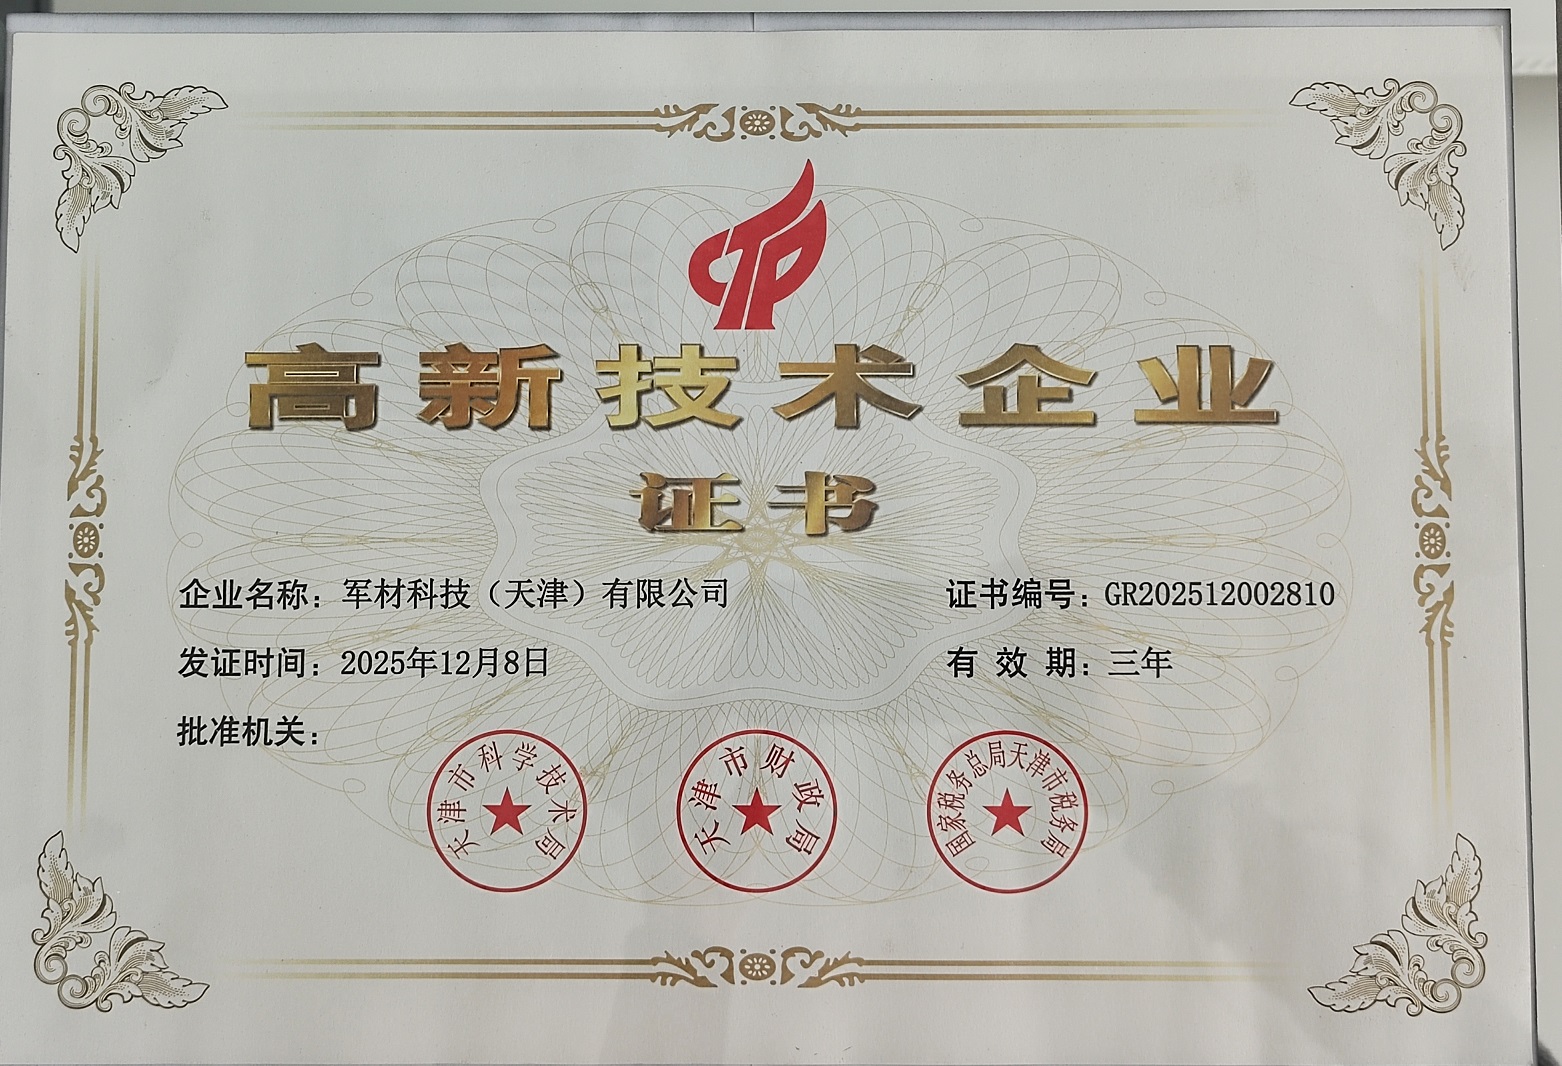 高新技术企业
证书
企业名称：军材科技（天津）有限公司
证书编号：GR202512002810
发证时间：2025年12月8日
有效期：三年
批准机关：
天津市科学技术局
天津市财政局
国家税务总局天津市税务局